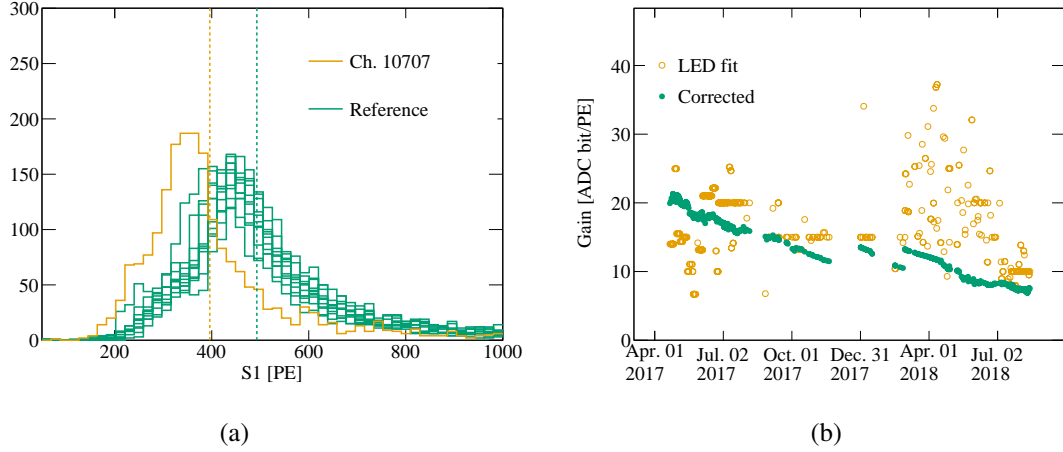 300
250
200
150
100
50
0
200
400
600
800
1000
S1 [PE]
Ch. 10707
Reference
(a)
Gain [ADC bit/PE]
40
30
20
10
0
LED fit
Corrected
Apr. 01
2017
Jul. 02
2017
Oct. 01
2017
Dec. 31
2017
Apr. 01
2018
Jul. 02
2018
(b)